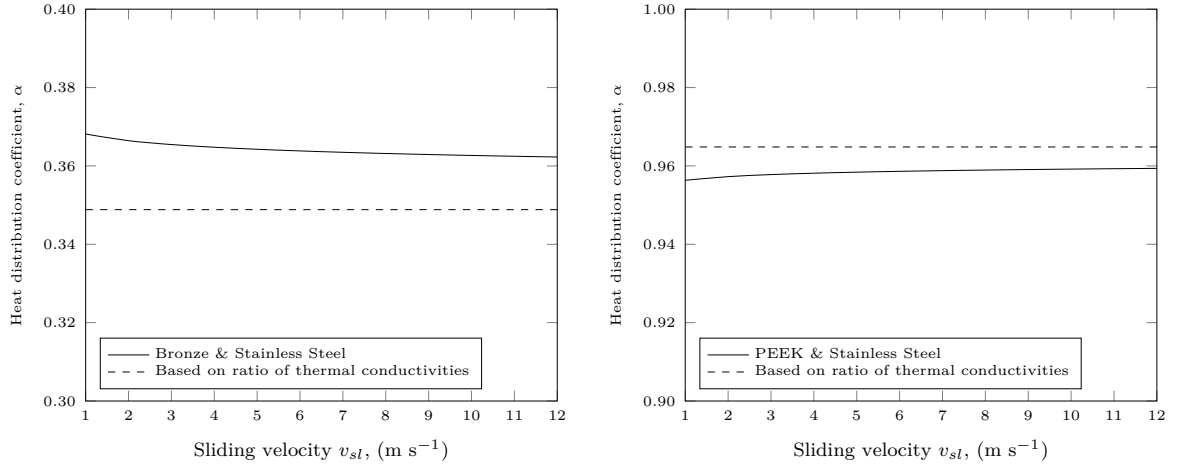 0.40
0.38
0.36
0.34
0.32
0.30
Heat distribution coefficient, α
Bronze & Stainless Steel
Based on ratio of thermal conductivities
1 2 3 4 5 6 7 8 9 10 11 12
Sliding velocity vsl, (m s−1)
1.00
0.98
0.96
0.94
0.92
0.90
Heat distribution coefficient, α
PEEK & Stainless Steel
Based on ratio of thermal conductivities
1 2 3 4 5 6 7 8 9 10 11 12
Sliding velocity vsl, (m s−1)